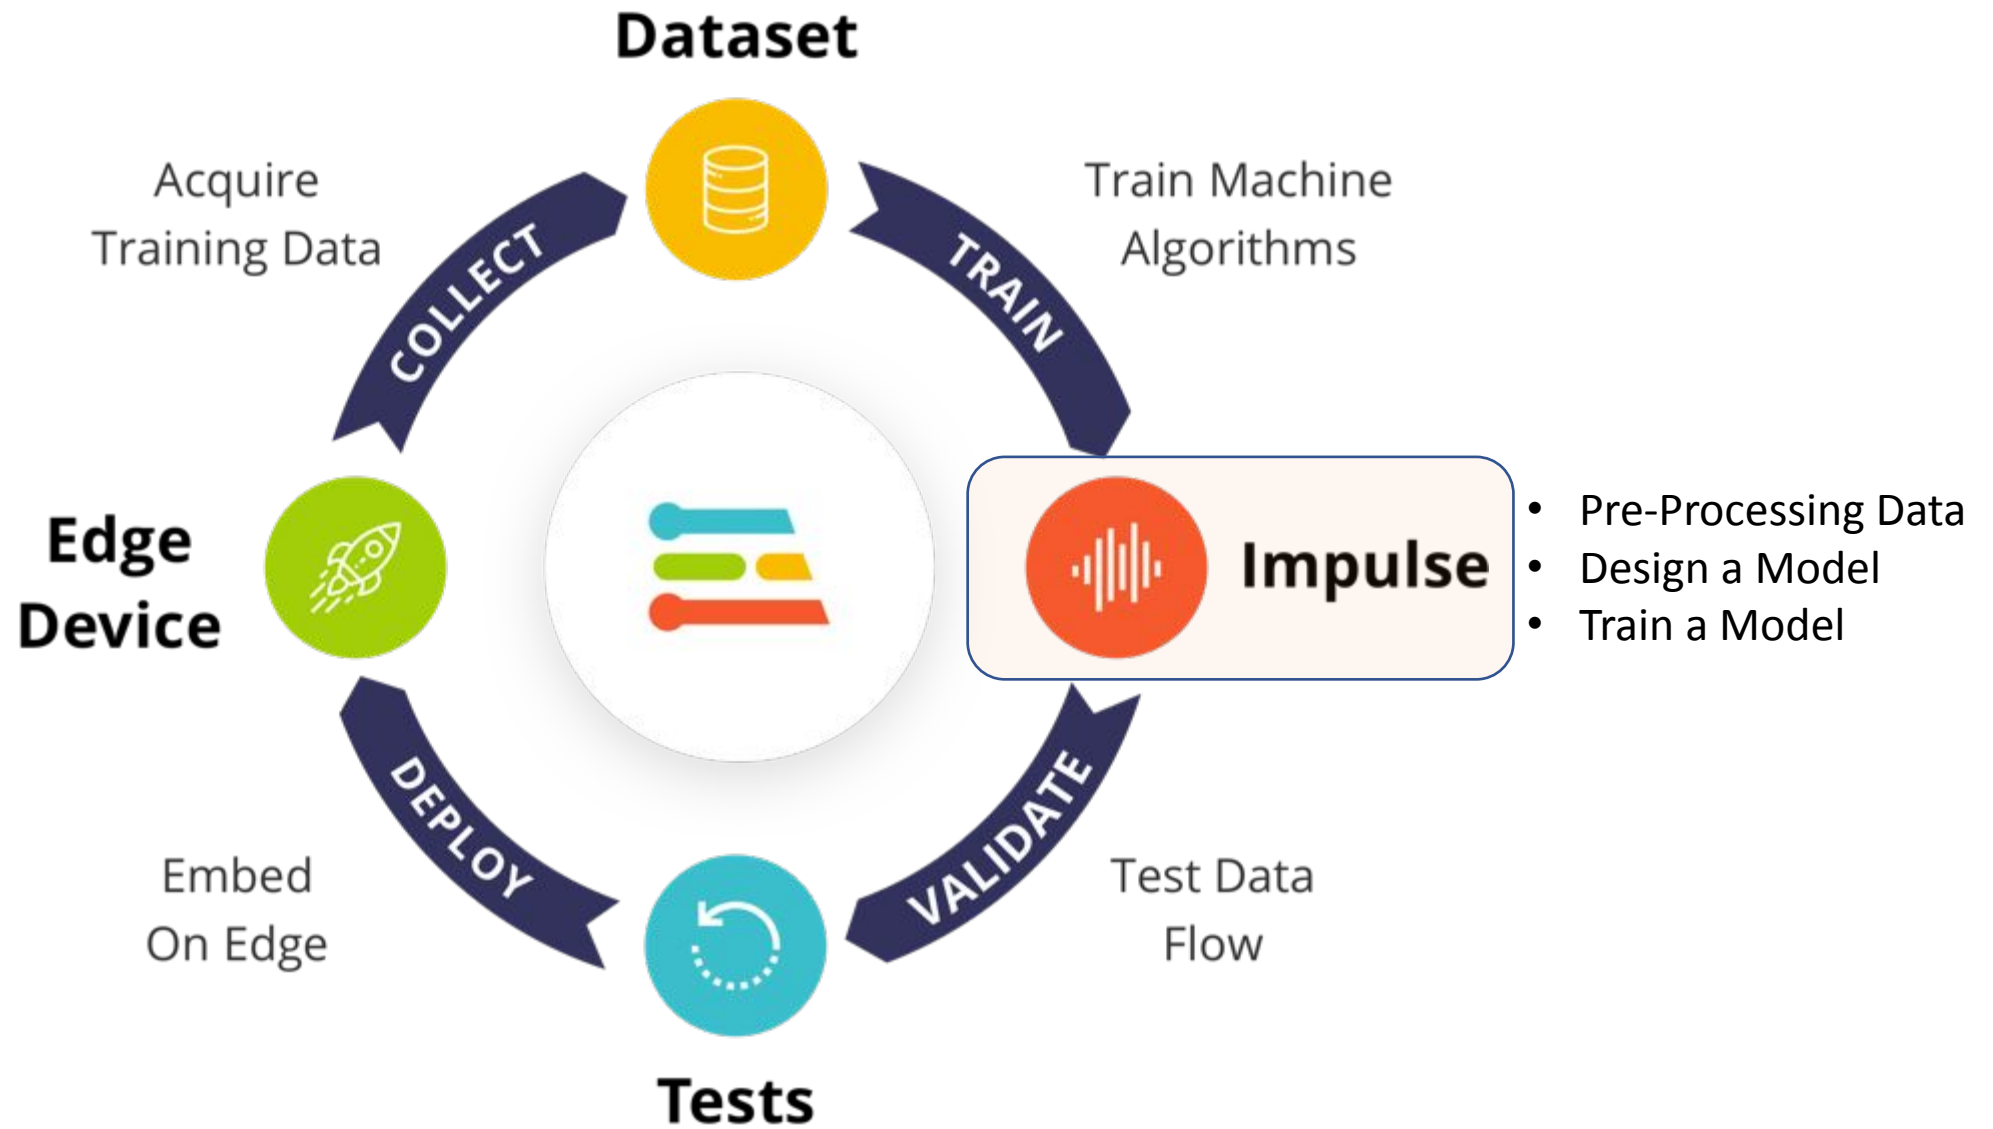 Dataset
Acquire
Training Data
COLLECT
TRAIN
Train Machine
Algorithms
Edge
Device
Impulse
• Pre-Processing Data
• Design a Model
• Train a Model
DEPLOY
VALIDATE
Embed
On Edge
Test Data
Flow
Tests